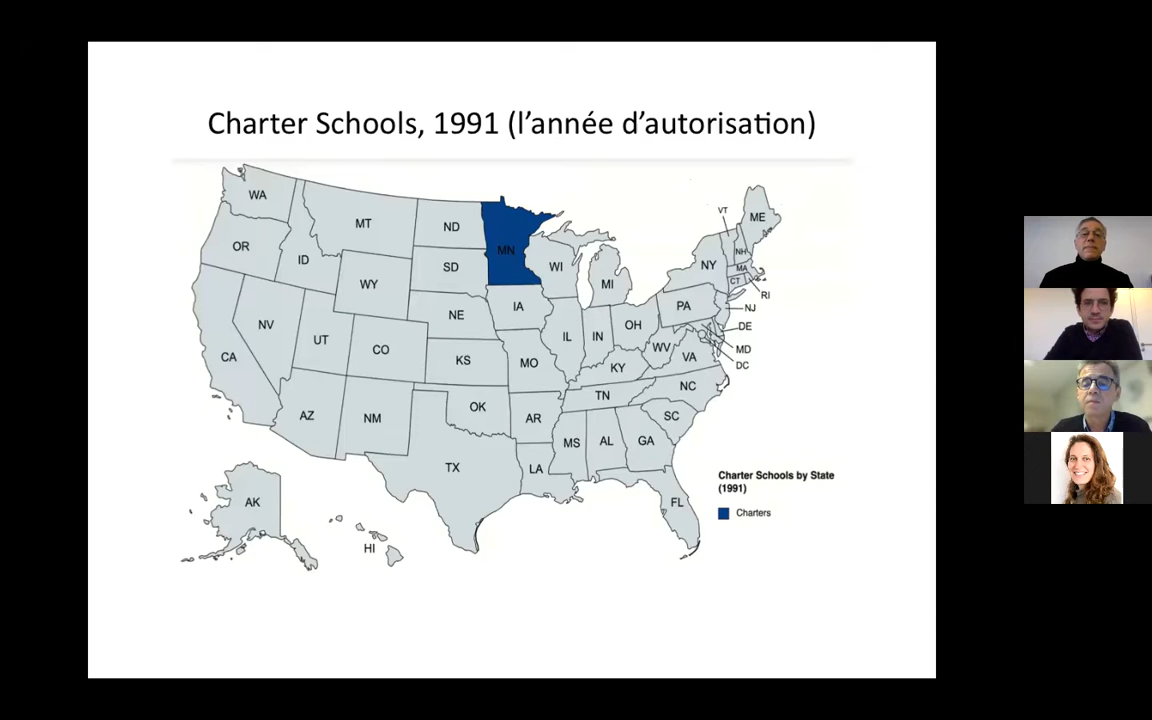 Charter Schools, 1991 (l’année d’autorisation)
WA
MT
ND
MN
OR
ID
WY
SD
WI
MI
NY
VT
NH
ME
MA
CT
RI
NV
UT
CO
NE
IA
IL
IN
OH
PA
NJ
DE
MD
DC
CA
KS
MO
KY
WV
VA
AZ
NM
OK
AR
TN
NC
SC
MS
AL
GA
TX
LA
FL
AK
HI
Charter Schools by State
(1991)
Charters